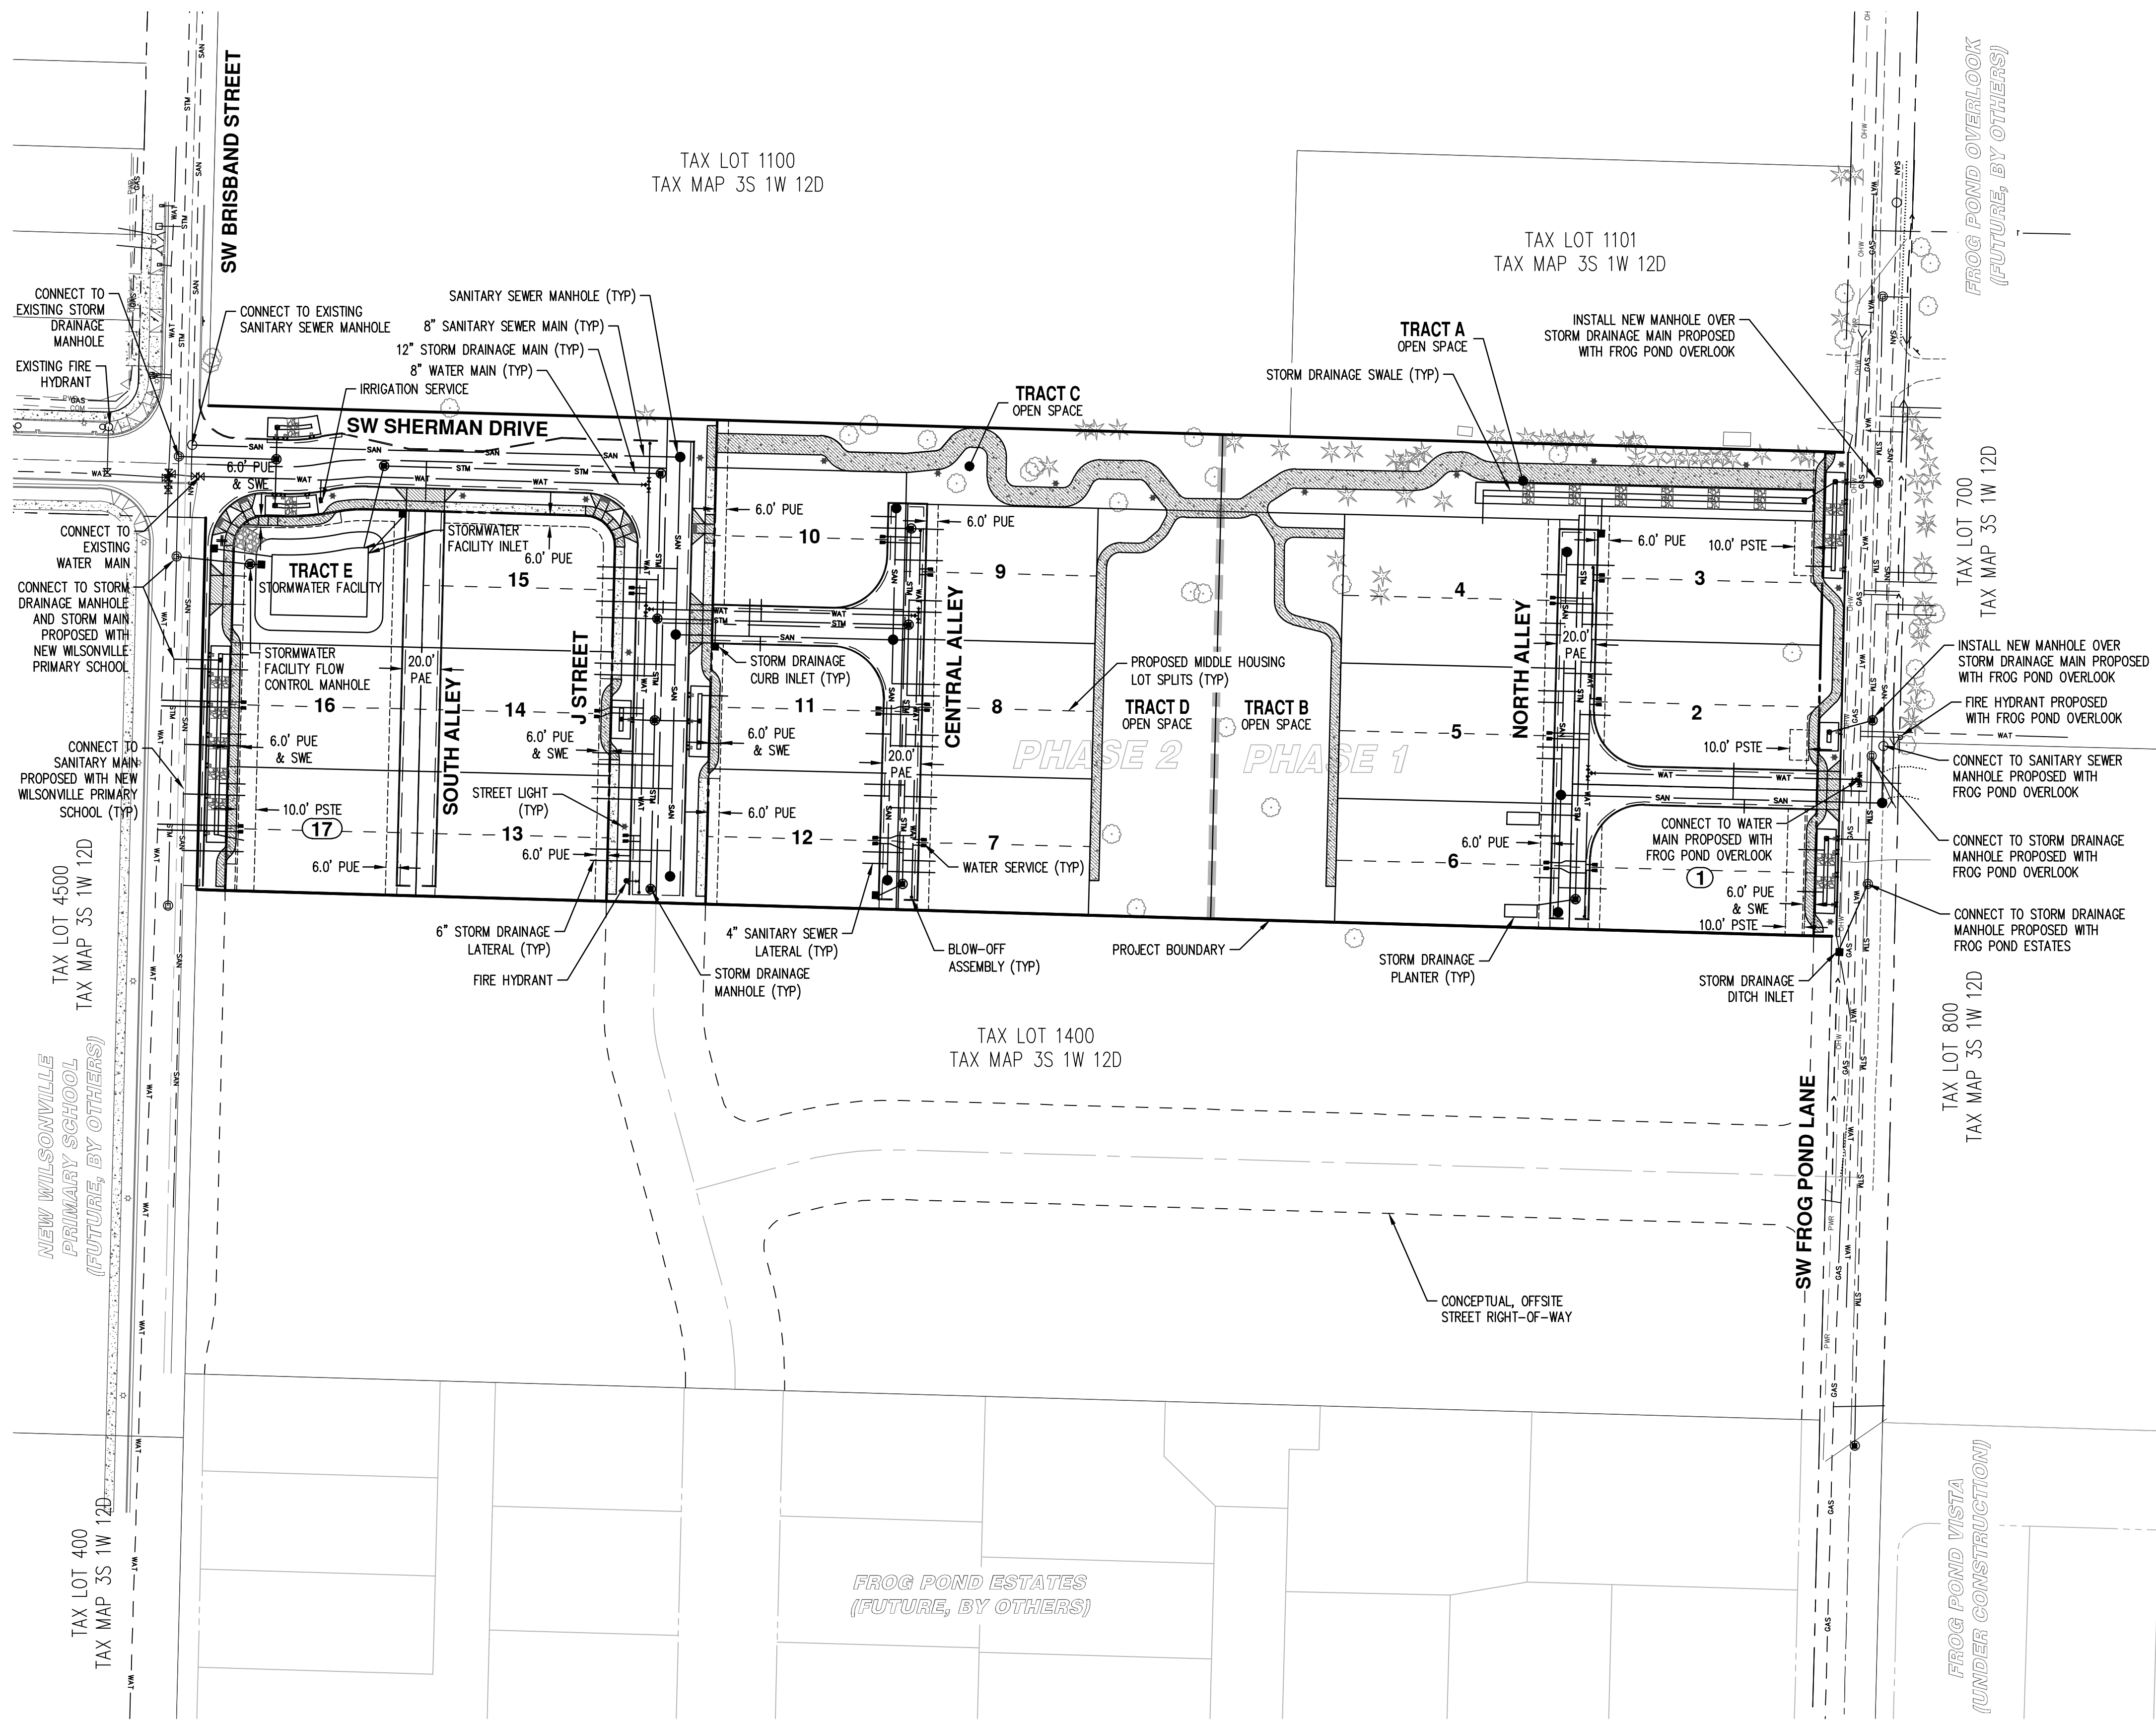 SW BRISBAND STREET
TAX LOT 1100
TAX MAP 3S 1W 12D
TAX LOT 1101
TAX MAP 3S 1W 12D
FROG POND OVERLOOK
(FUTURE, BY OTHERS)
CONNECT TO
EXISTING STORM
DRAINAGE
MANHOLE
EXISTING FIRE
HYDRANT
CONNECT TO EXISTING
SANITARY SEWER MANHOLE
SANITARY SEWER MANHOLE (TYP)
8" SANITARY SEWER MAIN (TYP)
12" STORM DRAINAGE MAIN (TYP)
8" WATER MAIN (TYP)
IRRIGATION SERVICE
SW SHERMAN DRIVE
TRACT C
OPEN SPACE
TRACT A
OPEN SPACE
STORM DRAINAGE SWALE (TYP)
INSTALL NEW MANHOLE OVER
STORM DRAINAGE MAIN PROPOSED
WITH FROG POND OVERLOOK
TAX LOT 700
TAX MAP 3S 1W 12D
6.0' PUE
& SWE
CONNECT TO
EXISTING
WATER MAIN
CONNECT TO STORM
DRAINAGE MANHOLE
AND STORM MAIN
PROPOSED WITH
NEW WILSONVILLE
PRIMARY SCHOOL
CONNECT TO
SANITARY MAIN
PROPOSED WITH NEW
WILSONVILLE PRIMARY
SCHOOL (TYP)
TRACT E
STORMWATER FACILITY
STORMWATER
FACILITY INLET
6.0' PUE
15
STORMWATER
FACILITY FLOW
CONTROL MANHOLE
20.0'
PAE
16
6.0' PUE
& SWE
10.0' PSTE
17
6.0' PUE
SOUTH ALLEY
14
13
J STREET
6.0' PUE
& SWE
STREET LIGHT
(TYP)
6.0' PUE
6.0' PUE
10
STORM DRAINAGE
CURB INLET (TYP)
11
6.0' PUE
& SWE
20.0'
PAE
6.0' PUE
12
CENTRAL ALLEY
6.0' PUE
9
8
7
PROPOSED MIDDLE HOUSING
LOT SPLITS (TYP)
WATER SERVICE (TYP)
TRACT D
OPEN SPACE
TRACT B
OPEN SPACE
PHASE 2
PHASE 1
4
5
6
6.0' PUE
NORTH ALLEY
20.0'
PAE
6.0' PUE
10.0' PSTE
3
2
10.0' PSTE
CONNECT TO WATER
MAIN PROPOSED WITH
FROG POND OVERLOOK
1
6.0' PUE
& SWE
10.0' PSTE
INSTALL NEW MANHOLE OVER
STORM DRAINAGE MAIN PROPOSED
WITH FROG POND OVERLOOK
FIRE HYDRANT PROPOSED
WITH FROG POND OVERLOOK
CONNECT TO SANITARY SEWER
MANHOLE PROPOSED WITH
FROG POND OVERLOOK
CONNECT TO STORM DRAINAGE
MANHOLE PROPOSED WITH
FROG POND OVERLOOK
CONNECT TO STORM DRAINAGE
MANHOLE PROPOSED WITH
FROG POND ESTATES
TAX LOT 4500
TAX MAP 3S 1W 12D
6" STORM DRAINAGE
LATERAL (TYP)
FIRE HYDRANT
STORM DRAINAGE
MANHOLE (TYP)
4" SANITARY SEWER
LATERAL (TYP)
BLOW-OFF
ASSEMBLY (TYP)
PROJECT BOUNDARY
STORM DRAINAGE
PLANTER (TYP)
STORM DRAINAGE
DITCH INLET
TAX LOT 800
TAX MAP 3S 1W 12D
TAX LOT 1400
TAX MAP 3S 1W 12D
NEW WILSONVILLE
PRIMARY SCHOOL
(FUTURE, BY OTHERS)
SW FROG POND LANE
CONCEPTUAL, OFFSITE
STREET RIGHT-OF-WAY
TAX LOT 400
TAX MAP 3S 1W 12D
FROG POND ESTATES
(FUTURE, BY OTHERS)
FROG POND VISTA
(UNDER CONSTRUCTION)